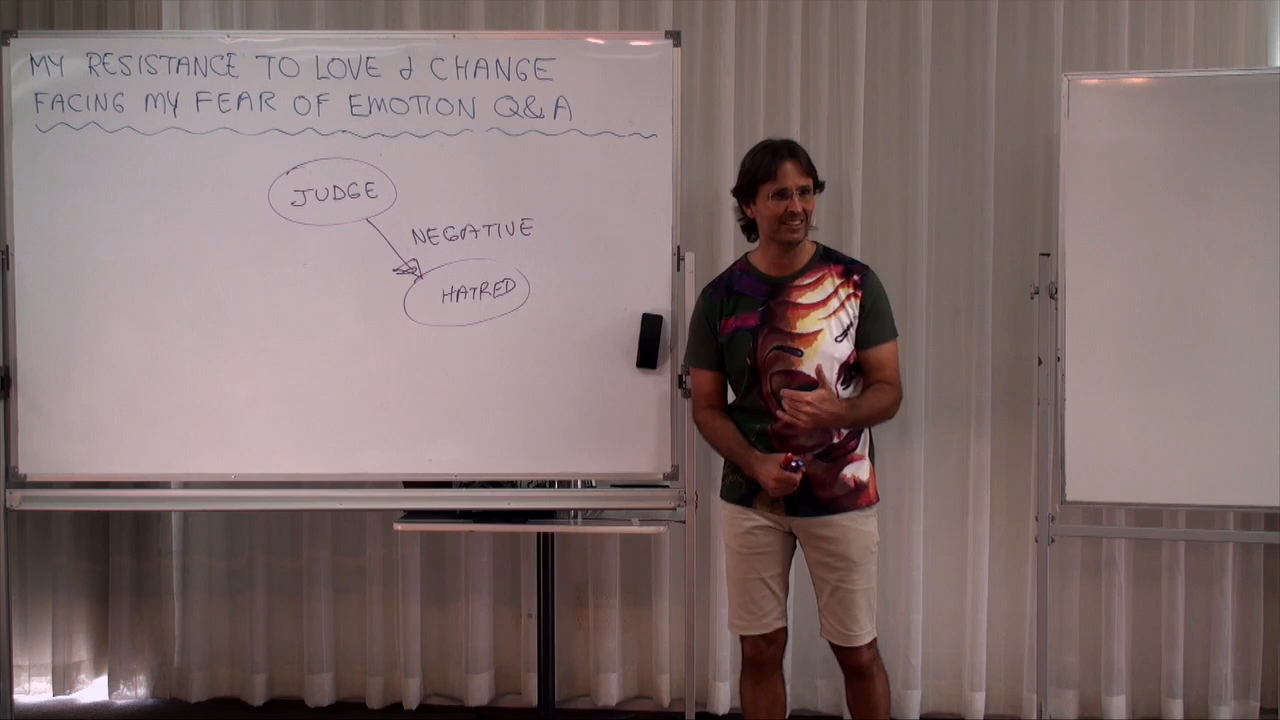 MY RESISTANCE TO LOVE & CHANGE
FACING MY FEAR OF EMOTION Q&A
JUDGE
NEGATIVE
HATRED